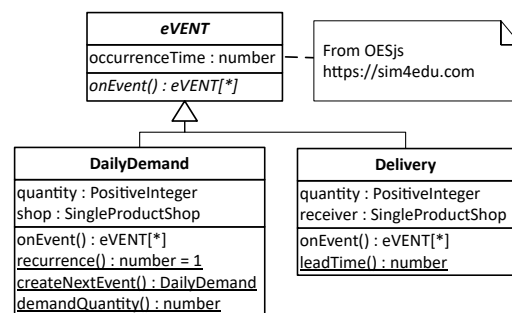 eVENT
occurrenceTime : number
onEvent() : eVENT[*]
From OESjs
https://sim4edu.com
DailyDemand
quantity : PositiveInteger
shop : SingleProductShop
onEvent() : eVENT[*]
recurrence() : number = 1
createNextEvent() : DailyDemand
demandQuantity() : number
Delivery
quantity : PositiveInteger
receiver : SingleProductShop
onEvent() : eVENT[*]
leadTime() : number